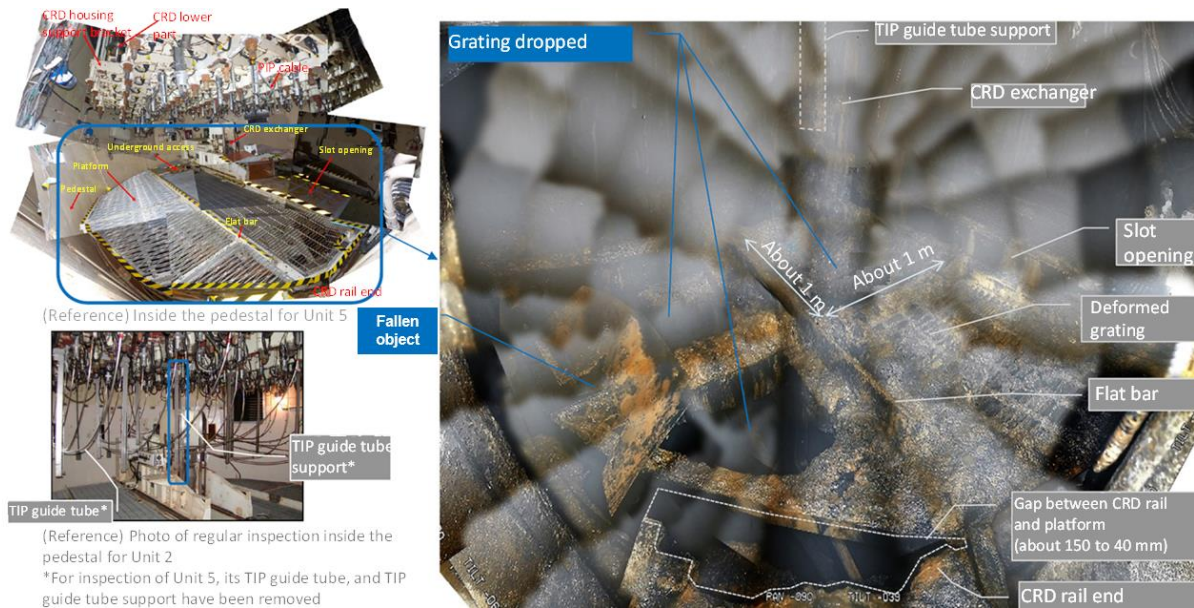 CRD housing
support bracket
CRD lower
part
PIP cable
CRD exchanger
Underground access
Slot opening
Platform
Pedestal
Flat bar
CRD rail end
(Reference) Inside the pedestal for Unit 5
TIP guide tube
support*
TIP guide tube*
(Reference) Photo of regular inspection inside the
pedestal for Unit 2
*For inspection of Unit 5, its TIP guide tube, and TIP
guide tube support have been removed
Grating dropped
Fallen
object
TIP guide tube support
CRD exchanger
About 1 m
About 1 m
Slot
opening
Deformed
grating
Flat bar
Gap between CRD rail
and platform
(about 150 to 40 mm)
CRD rail end
PAN -090 TILT -039